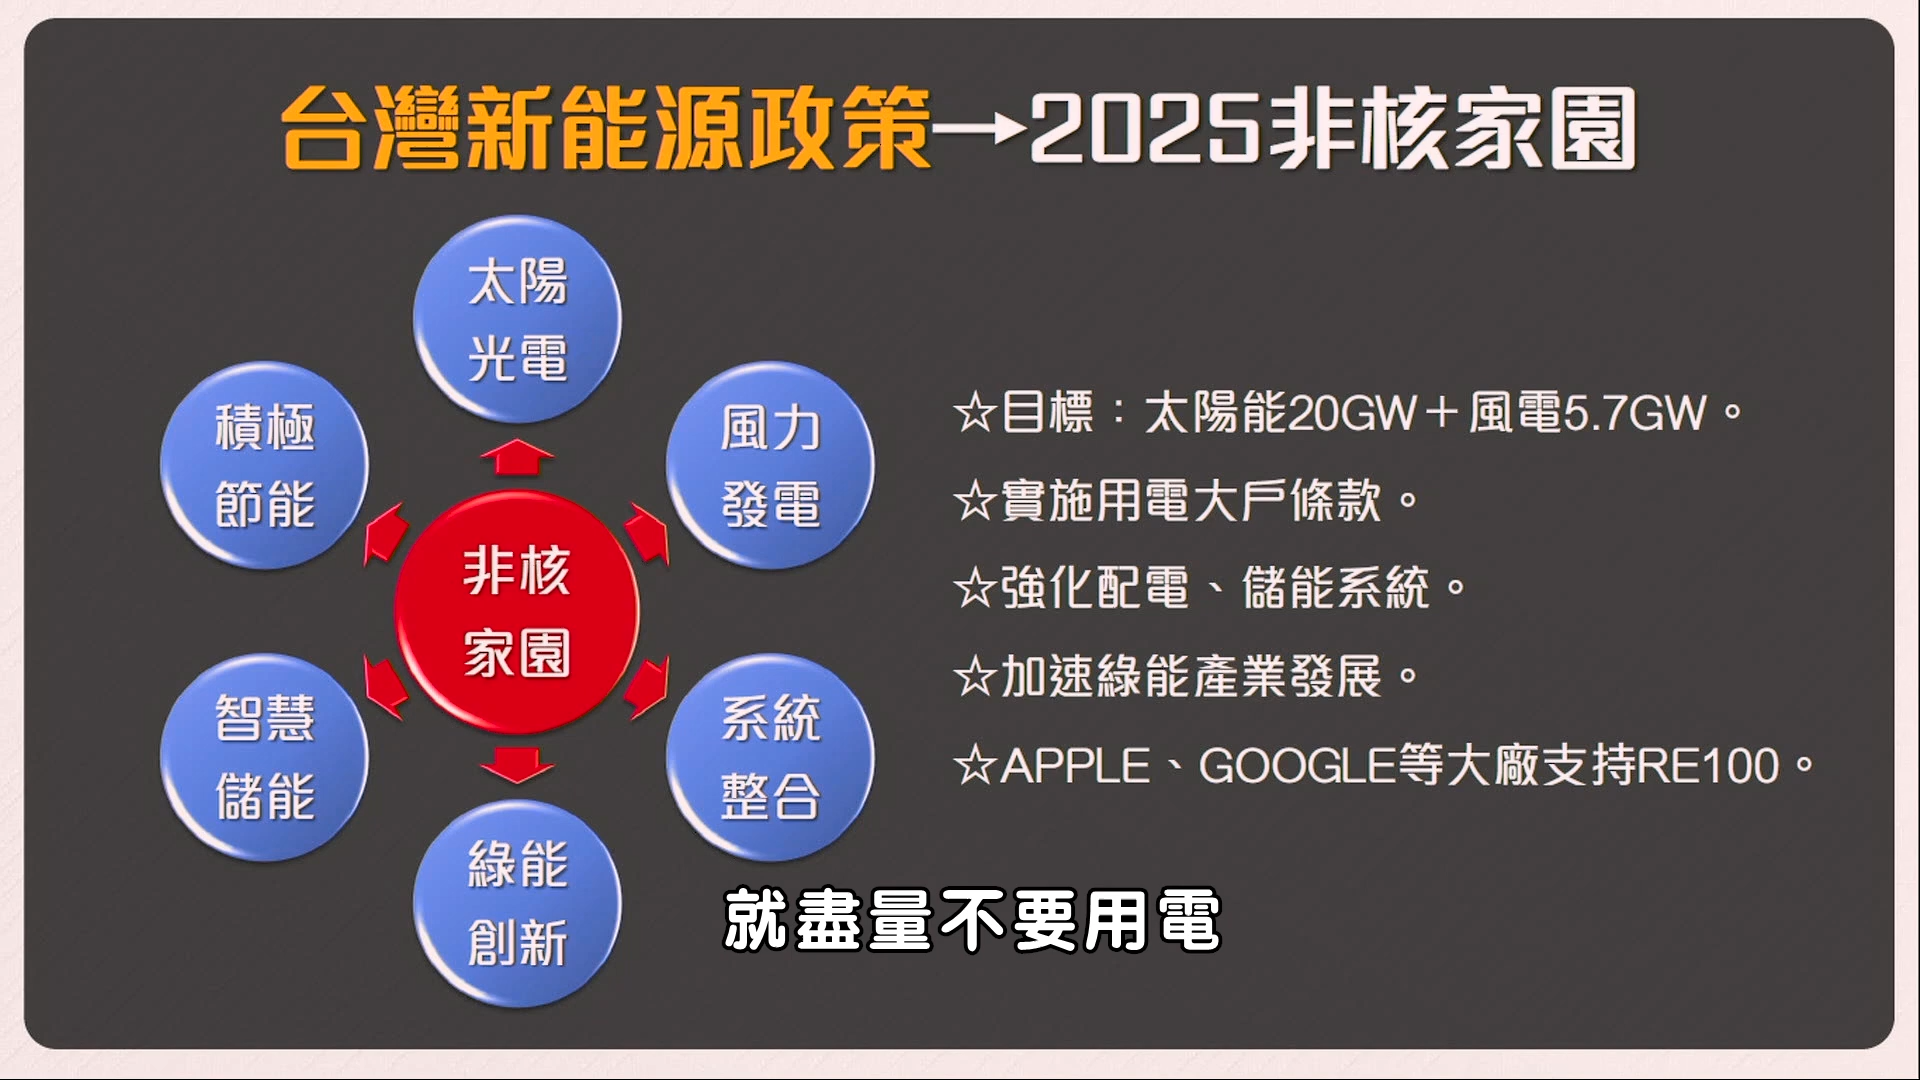 台灣新能源政策→2025非核家園
太陽
光電
積極
節能
風力
發電
非核
家園
智慧
儲能
系統
整合
綠能
創新
☆目標：太陽能20GW＋風電5.7GW。
☆實施用電大戶條款。
☆強化配電、儲能系統。
☆加速綠能產業發展。
☆APPLE、GOOGLE等大廠支持RE100。
就盡量不要用電